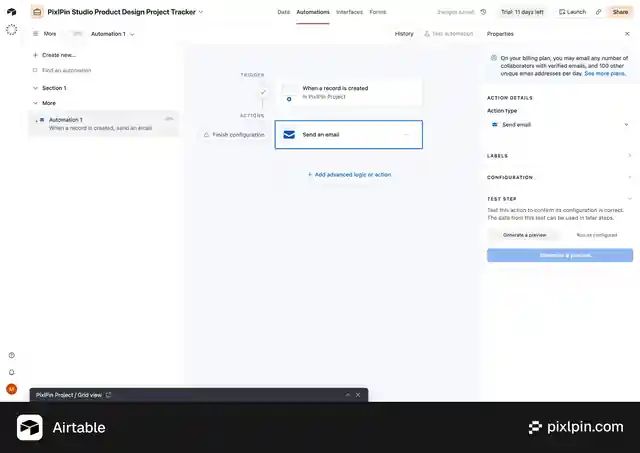 PixlPin Studio Product Design Project Tracker
Data
Automations
Interfaces
Forms
Trial: 11 days left
Launch
Share
More
Automation 1
History
Test automation
Properties
Create new...
Find an automation
Section 1
More
Automation 1
When a record is created, send an email
TRIGGER
When a record is created
in PixlPin Project
ACTIONS
Finish configuration
Send an email
+ Add advanced logic or action
On your billing plan, you may email any number of
collaborators with verified emails, and 100 other
unique email addresses per day. See more plans.
ACTION DETAILS
Action type
Send email
LABELS
CONFIGURATION
TEST STEP
Test this action to confirm its configuration is correct.
The data from this test can be used in later steps.
Generate a preview
Run as configured
Generate a preview
PixlPin Project / Grid view
M
Airtable
pixlpin.com